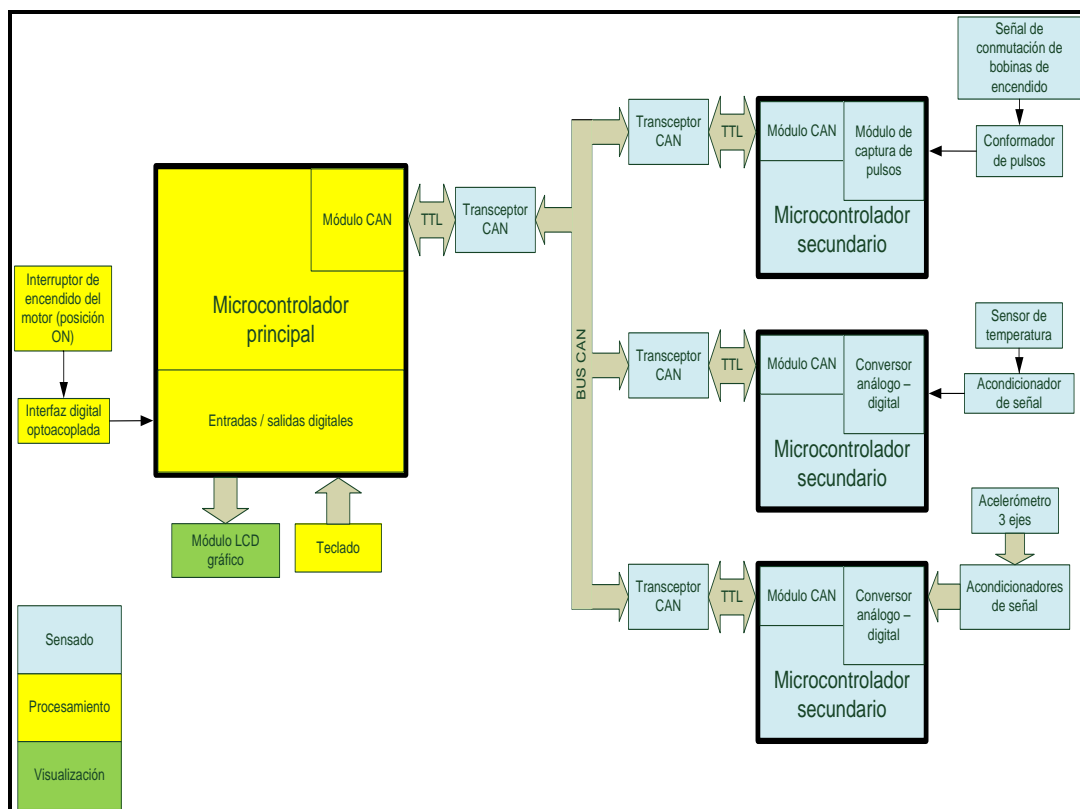 Señal de
conmutación de
bobinas de
encendido
Transceptor
CAN
TTL
Módulo CAN
Módulo de
captura de
pulsos
Conformador
de pulsos
Microcontrolador
secundario
Módulo CAN
TTL
Transceptor
CAN
Interruptor de
encendido del
motor (posición
ON)
Microcontrolador
principal
Interfaz digital
optoacoplada
Entradas / salidas digitales
Módulo LCD
gráfico
Teclado
BUS CAN
Transceptor
CAN
TTL
Módulo CAN
Conversor
análogo –
digital
Sensor de
temperatura
Acondicionador
de señal
Microcontrolador
secundario
Acelerómetro
3 ejes
Transceptor
CAN
TTL
Módulo CAN
Conversor
análogo –
digital
Acondicionadores
de señal
Microcontrolador
secundario
Sensado
Procesamiento
Visualización